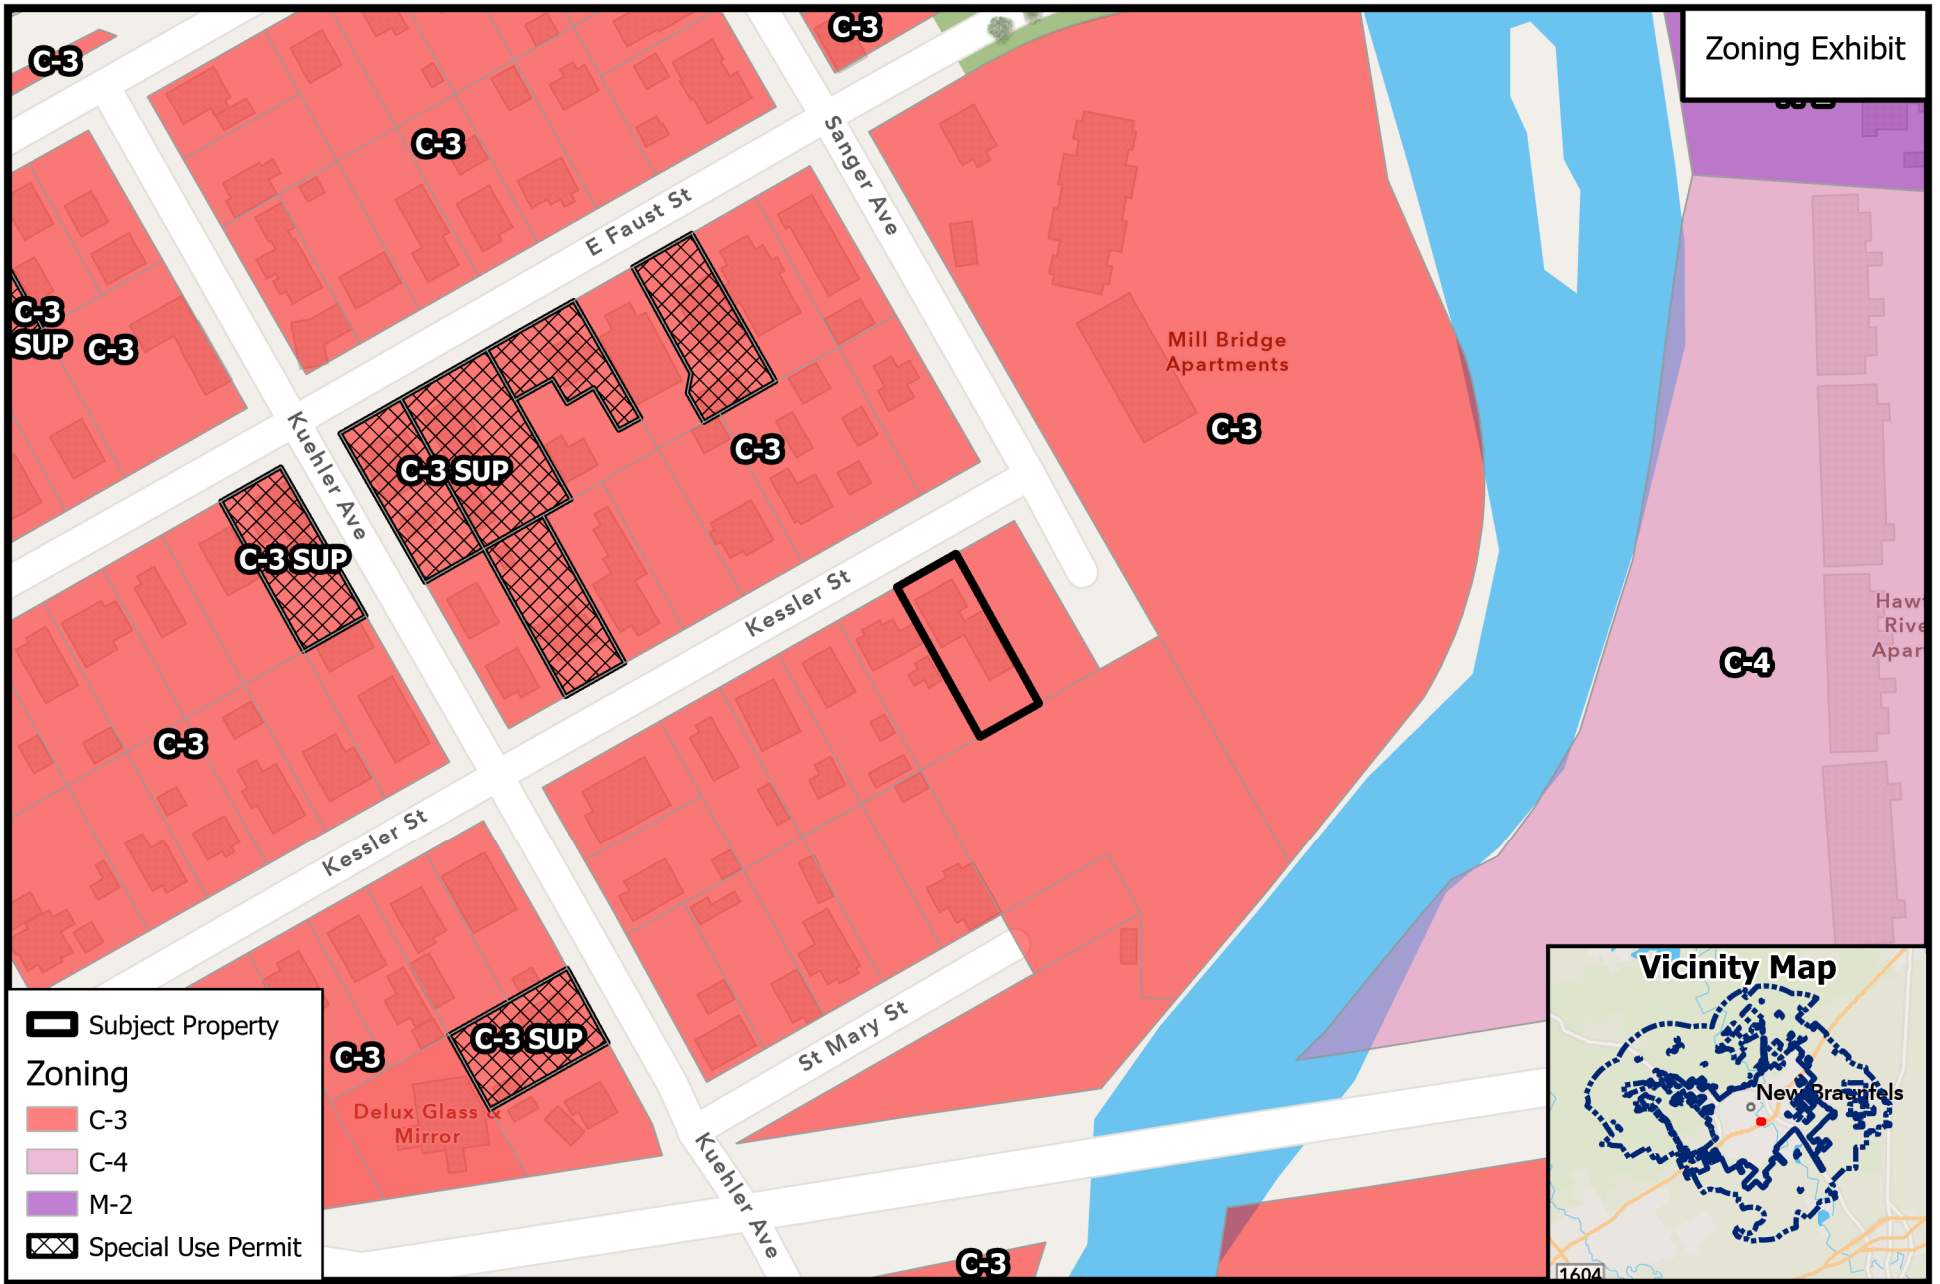 Zoning Exhibit
C-3
C-3
C-3
Sanger Ave
E Faust St
C-3
SUP
C-3
Mill Bridge
Apartments
C-3
Kuehler Ave
C-3 SUP
C-3
C-3 SUP
Kessler St
C-4
C-3
Kessler St
St Mary St
C-3 SUP
C-3
Delux Glass &
Mirror
Kuehler Ave
C-3
Subject Property
Zoning
C-3
C-4
M-2
Special Use Permit
Vicinity Map
New Braunfels
1604